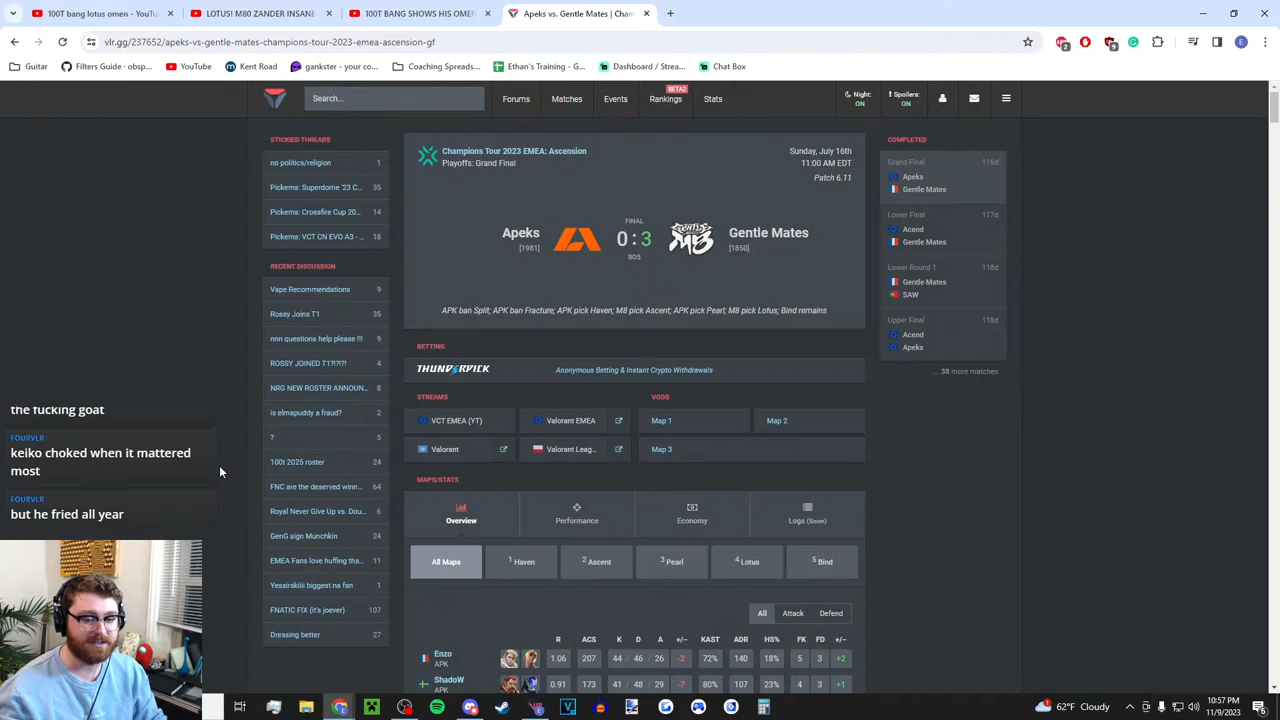 100T bang lotus omen - YouTu
LOTUS! M80 ZANDER INSANE
100T BANG SHOWS HIS OMEN
Apeks vs. Gentle Mates | Cham
vlr.gg/237652/apeks-vs-gentle-mates-champions-tour-2023-emea-ascension-gf
2
9
E
Guitar
Filters Guide · obsp...
YouTube
Kent Road
gankster - your co...
Coaching Spreads...
Ethan's Training - G...
Dashboard / Strea...
Chat Box
Search...
Forums
Matches
Events
BETA2
Rankings
Stats
Night:
ON
Spoilers:
ON
STICKIED THREADS
no politics/religion 1
Pickems: Superdome '23 C... 35
Pickems: Crossfire Cup 20... 14
Pickems: VCT CN EVO A3 - ... 18
RECENT DISCUSSION
Vape Recommendations 9
Rossy Joins T1 35
nnn questions help please !!! 9
ROSSY JOINED T1?!?!?! 4
NRG NEW ROSTER ANNOUN... 8
is elmapuddy a fraud? 2
? 5
100t 2025 roster 24
FNC are the deserved winn... 64
Royal Never Give Up vs. Dou... 6
GenG sign Munchkin 24
EMEA Fans love huffing tha... 11
Yessirskiiii biggest na fan 1
FNATIC FIX (it's joever) 107
Dressing better 27
Champions Tour 2023 EMEA: Ascension
Playoffs: Grand Final
Sunday, July 16th
11:00 AM EDT
Patch 6.11
Apeks
[1981]
FINAL
0 : 3
BO5
GENTLE
M8
Gentle Mates
[1850]
APK ban Split; APK ban Fracture; APK pick Haven; M8 pick Ascent; APK pick Pearl; M8 pick Lotus; Bind remains
BETTING
THUNDERPICK
Anonymous Betting & Instant Crypto Withdrawals
STREAMS
VCT EMEA (YT)
Valorant EMEA
Valorant
Valorant Leag...
VODS
Map 1
Map 2
Map 3
MAPS/STATS
Overview
Performance
Economy
Logs (Soon)
All Maps
1 Haven
2 Ascent
3 Pearl
4 Lotus
5 Bind
All
Attack
Defend
R ACS K D A +/– KAST ADR HS% FK FD +/–
Enzo
APK
1.06 207 44 / 46 / 26 -2 72% 140 18% 5 3 +2
ShadoW
APK
0.91 173 41 / 48 / 29 -7 80% 107 23% 4 3 +1
COMPLETED
Grand Final 116d
Apeks
Gentle Mates
Lower Final 117d
Acend
Gentle Mates
Lower Round 1 118d
Gentle Mates
SAW
Upper Final 118d
Acend
Apeks
... 38 more matches
the fucking goat
FOURVLR
keiko choked when it mattered
most
FOURVLR
but he fried all year
62°F Cloudy
10:57 PM
11/9/2023